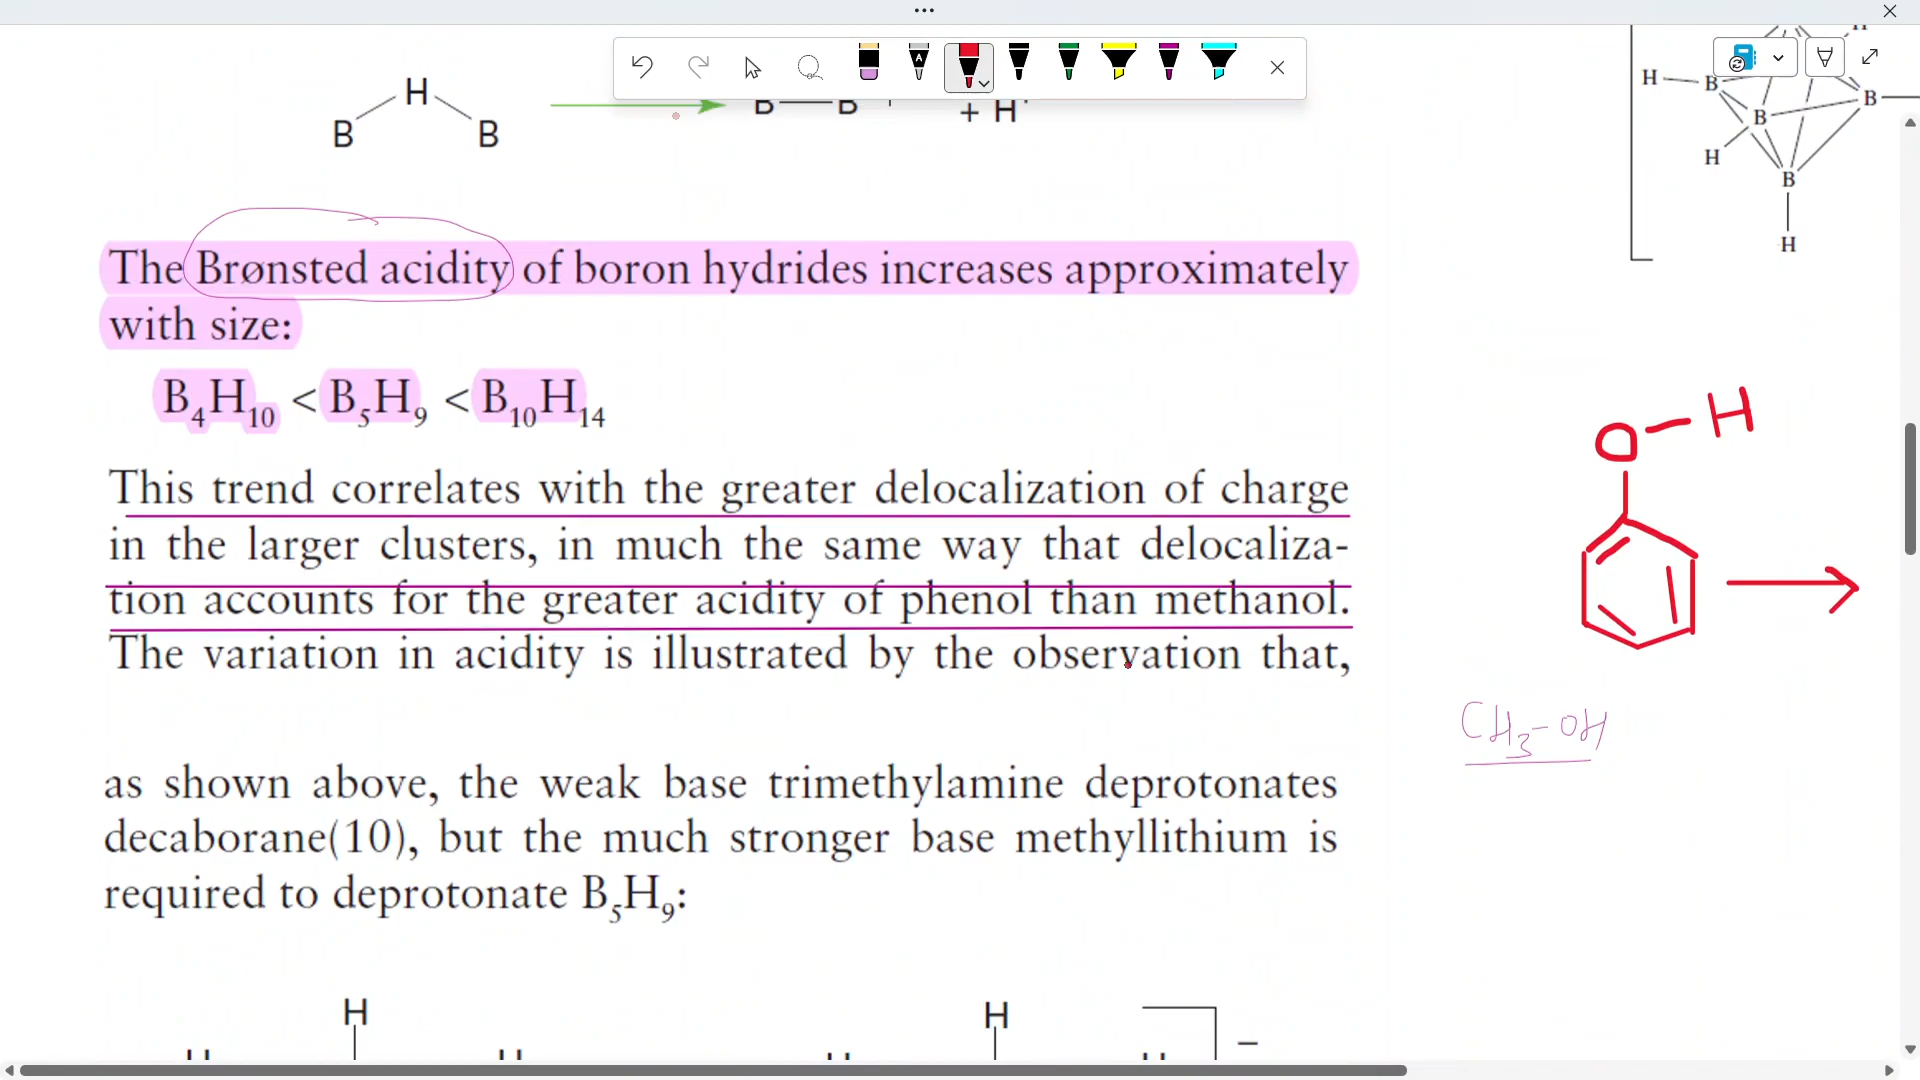 H
B B
B B
+ H
H B B
B
H
B
H
The Brønsted acidity of boron hydrides increases approximately
with size:
B₄H₁₀ < B₅H₉ < B₁₀H₁₄
This trend correlates with the greater delocalization of charge
in the larger clusters, in much the same way that delocaliza-
tion accounts for the greater acidity of phenol than methanol.
The variation in acidity is illustrated by the observation that,
O-H
CH₃-OH
as shown above, the weak base trimethylamine deprotonates
decaborane(10), but the much stronger base methyllithium is
required to deprotonate B₅H₉:
H H